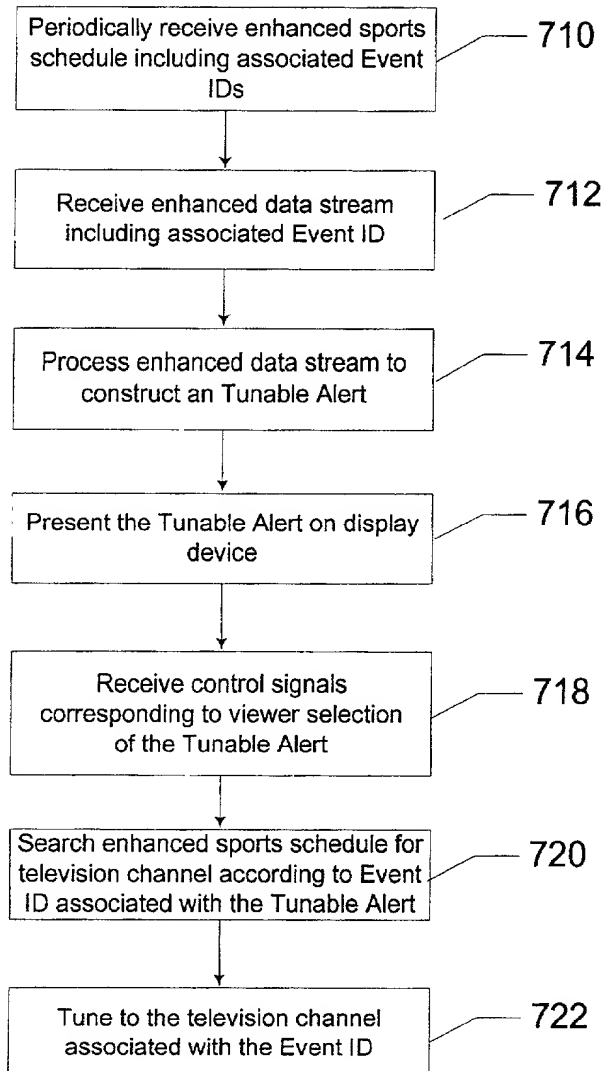 Periodically receive enhanced sports
schedule including associated Event
IDs
710
Receive enhanced data stream
including associated Event ID
712
Process enhanced data stream to
construct an Tunable Alert
714
Present the Tunable Alert on display
device
716
Receive control signals
corresponding to viewer selection
of the Tunable Alert
718
Search enhanced sports schedule for
television channel according to Event
ID associated with the Tunable Alert
720
Tune to the television channel
associated with the Event ID
722